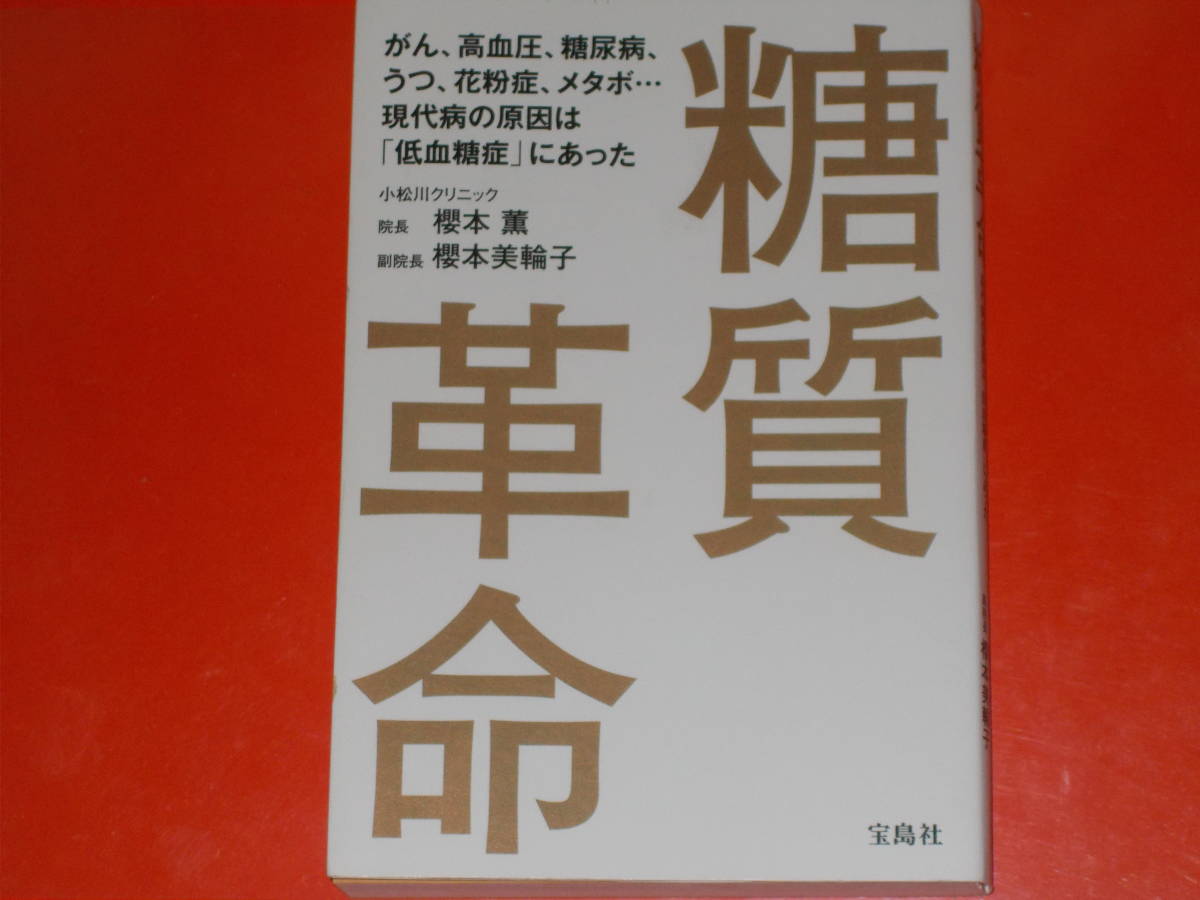 がん、高血圧、糖尿病、
うつ、花粉症、メタボ…
現代病の原因は
「低血糖症」にあった
小松川クリニック
院長 櫻本 薫
副院長 櫻本美輪子
糖質
革命
宝島社